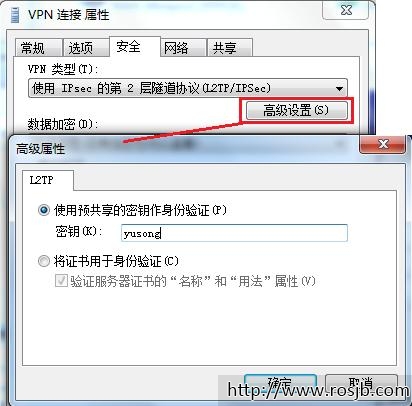 VPN 连接 属性
常规 选项 安全 网络 共享
VPN 类型(T):
使用 IPsec 的第 2 层隧道协议(L2TP/IPSec)
高级设置(S)
数据加密(D):
高级属性
L2TP
使用预共享的密钥作身份验证(P)
密钥(K): yusong
将证书用于身份验证(C)
验证服务器证书的“名称”和“用法”属性(V)
确定 取消
http://www.rosjb.com